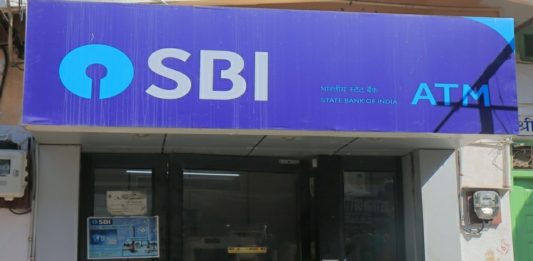 SBI
भारतीय स्टेट बैंक
STATE BANK OF INDIA
ATM
श्री
SBI